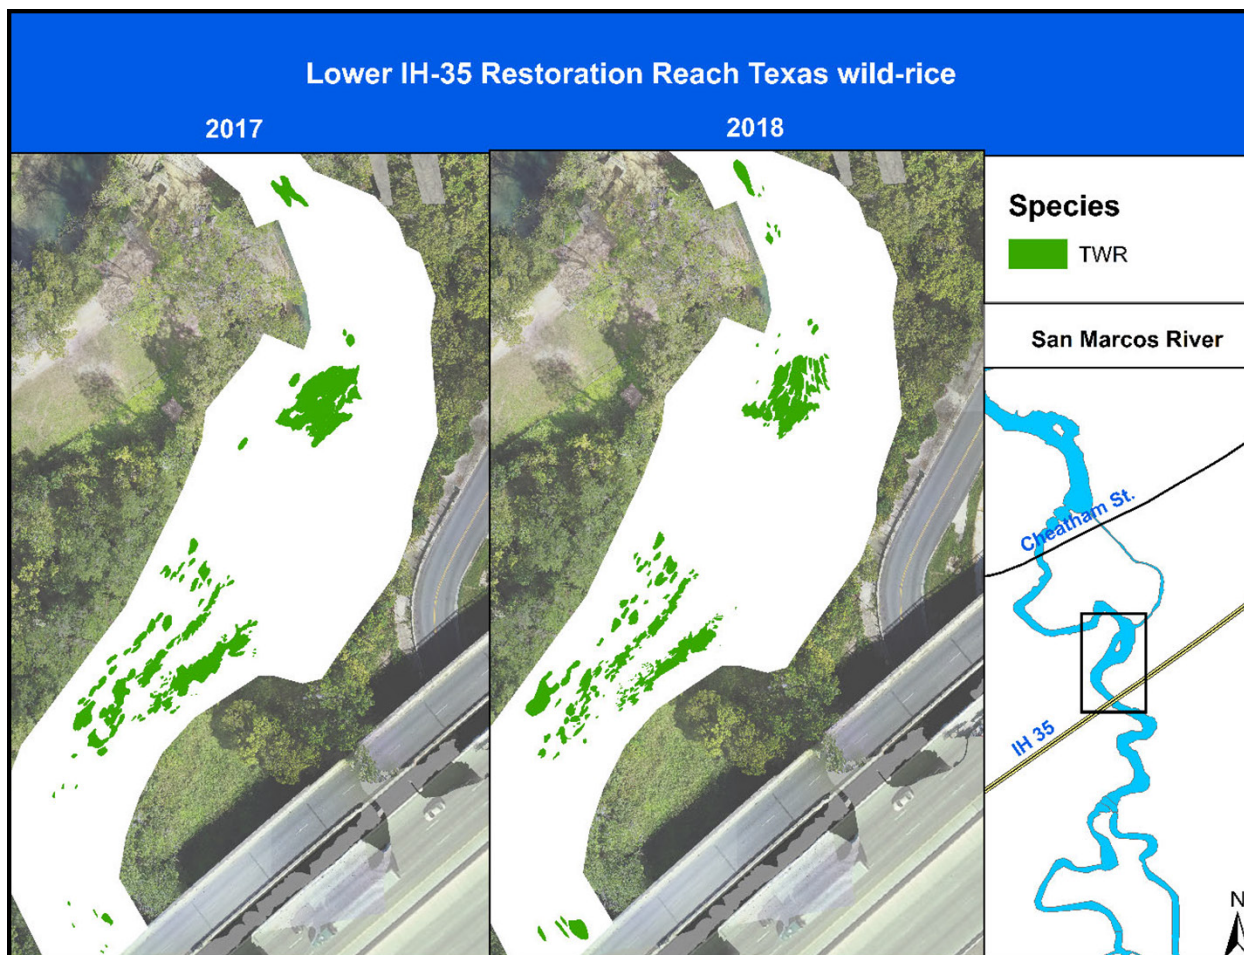 Lower IH-35 Restoration Reach Texas wild-rice
2017
2018
Species
TWR
San Marcos River
Cheatham St.
IH 35
N